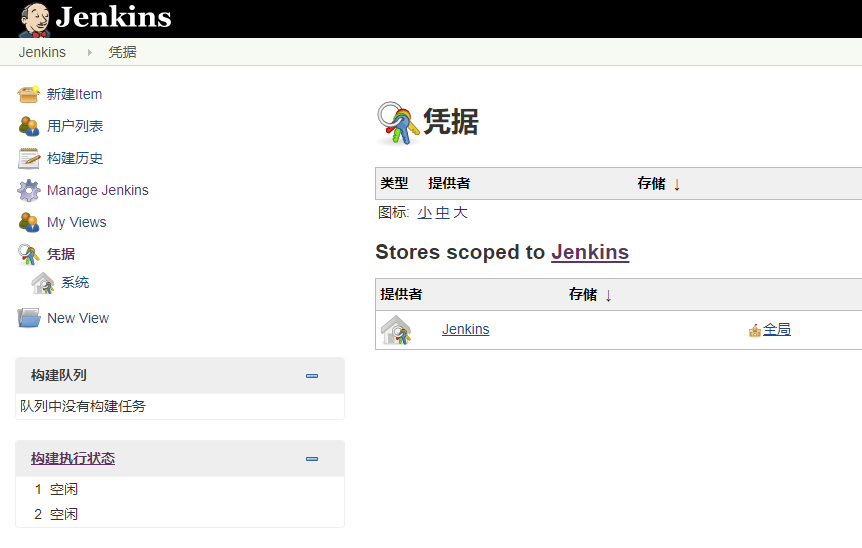 Jenkins
Jenkins 凭据
新建Item
用户列表
构建历史
Manage Jenkins
My Views
凭据
系统
New View
构建队列
队列中没有构建任务
构建执行状态
1 空闲
2 空闲
凭据
类型 提供者 存储 ↓
图标: 小 中 大
Stores scoped to Jenkins
提供者 存储 ↓
Jenkins 全局